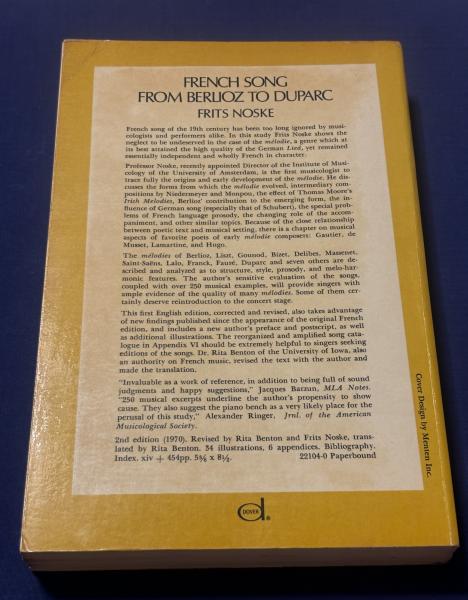 FRENCH SONG
FROM BERLIOZ TO DUPARC
FRITS NOSKE
French song of the 19th century has been too long ignored by musi-
cologists and performers alike. In this study Frits Noske shows the
neglect to be undeserved in the case of the mélodie, a genre which at
its best attained the high quality of the German Lied, yet remained
essentially independent and wholly French in character.
Professor Noske, recently appointed Director of the Institute of Musi-
cology of the University of Amsterdam, is the first musicologist to
trace fully the origins and early development of the mélodie. He dis-
cusses the forms from which the mélodie evolved, intermediary com-
positions by Niedermeyer and Monpou, the effect of Thomas Moore's
Irish Melodies, Berlioz' contribution to the emerging form, the in-
fluence of German song (especially that of Schubert), the special prob-
lems of French language prosody, the changing role of the accom-
paniment, and other similar topics. Because of the close relationship
between poetic text and musical setting, there is a chapter on musical
aspects of favorite poets of early mélodie composers: Gautier, de
Musset, Lamartine, and Hugo.
The mélodies of Berlioz, Liszt, Gounod, Bizet, Delibes, Massenet,
Saint-Saëns, Lalo, Franck, Fauré, Duparc and seven others are de-
scribed and analyzed as to structure, style, prosody, and melo-har-
monic features. The author's sensitive evaluation of the songs,
coupled with over 250 musical examples, will provide singers with
ample evidence of the quality of many mélodies. Some of them cer-
tainly deserve reintroduction to the concert stage.
This first English edition, corrected and revised, also takes advantage
of new findings published since the appearance of the original French
edition, and includes a new author's preface and postscript, as well
as additional illustrations. The reorganized and amplified song cata-
logue in Appendix VI should be extremely helpful to singers seeking
editions of the songs. Dr. Rita Benton of the University of Iowa, also
an authority on French music, revised the text with the author and
made the translation.
"Invaluable as a work of reference, in addition to being full of sound
judgments and happy suggestions," Jacques Barzun, MLA Notes.
"250 musical excerpts underline the author's propensity to show
cause. They also suggest the piano bench as a very likely place for the
perusal of this study," Alexander Ringer, Jrnl. of the American
Musicological Society.
2nd edition (1970). Revised by Rita Benton and Frits Noske, trans-
lated by Rita Benton. 34 illustrations, 6 appendices. Bibliography.
Index. xiv + 454pp. 5⅜ x 8½. 22104-0 Paperbound
Cover Design by Menten Inc.
DOVER